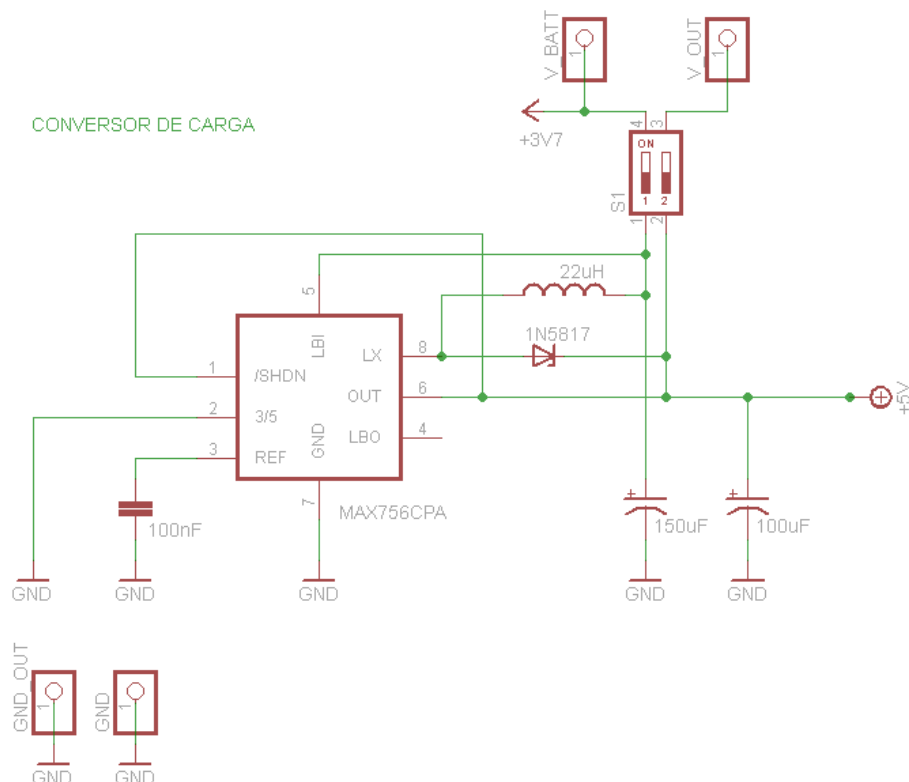 V_BATT
1
V_OUT
1
CONVERSOR DE CARGA
+3V7
4
3
ON
1 2
S1
1
2
22uH
1N5817
5
LBI
1
/SHDN
LX
8
2
3/5
OUT
6
3
REF
GND
LBO
4
7
MAX756CPA
+5V
100nF
+
150uF
+
100uF
GND
GND
GND
GND
GND
GND_OUT
1
GND
1
GND
GND